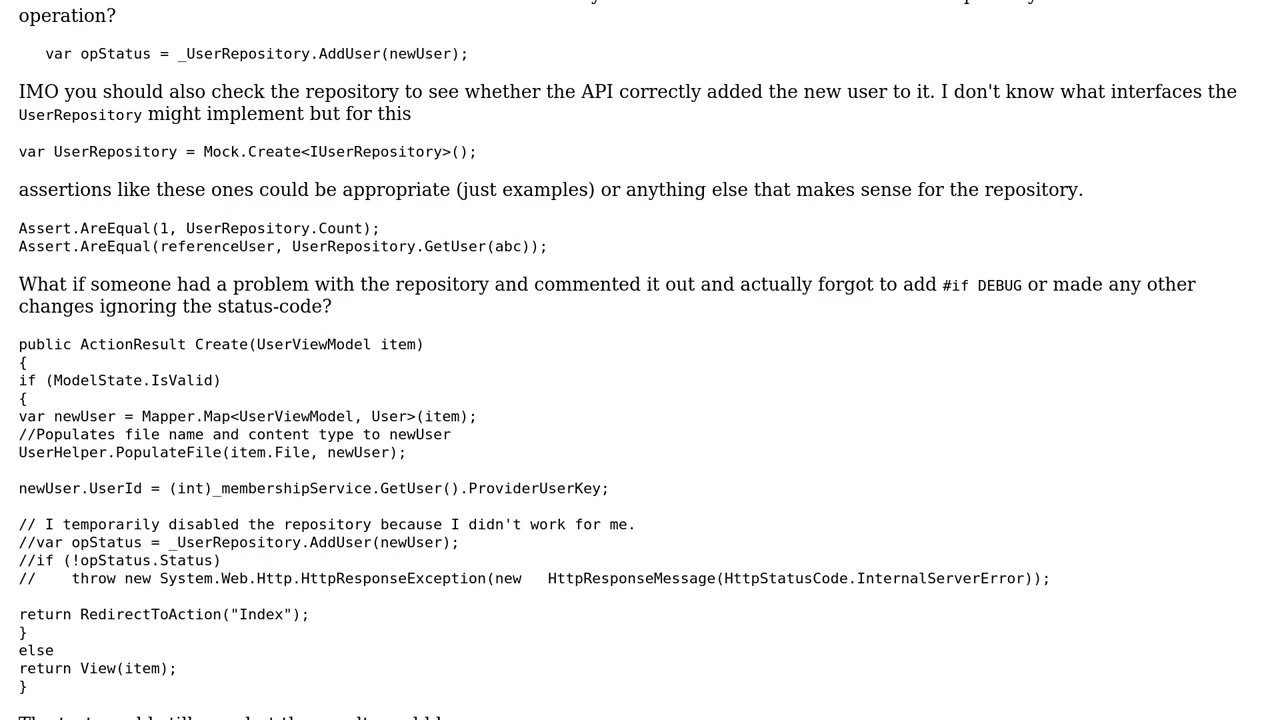 operation?
var opStatus = _UserRepository.AddUser(newUser);
IMO you should also check the repository to see whether the API correctly added the new user to it. I don't know what interfaces the
UserRepository might implement but for this
var UserRepository = Mock.Create<IUserRepository>();
assertions like these ones could be appropriate (just examples) or anything else that makes sense for the repository.
Assert.AreEqual(1, UserRepository.Count);
Assert.AreEqual(referenceUser, UserRepository.GetUser(abc));
What if someone had a problem with the repository and commented it out and actually forgot to add #if DEBUG or made any other
changes ignoring the status-code?
public ActionResult Create(UserViewModel item)
{
if (ModelState.IsValid)
{
var newUser = Mapper.Map<UserViewModel, User>(item);
//Populates file name and content type to newUser
UserHelper.PopulateFile(item.File, newUser);
newUser.UserId = (int)_membershipService.GetUser().ProviderUserKey;
// I temporarily disabled the repository because I didn't work for me.
//var opStatus = _UserRepository.AddUser(newUser);
//if (!opStatus.Status)
//    throw new System.Web.Http.HttpResponseException(new   HttpResponseMessage(HttpStatusCode.InternalServerError));
return RedirectToAction("Index");
}
else
return View(item);
}